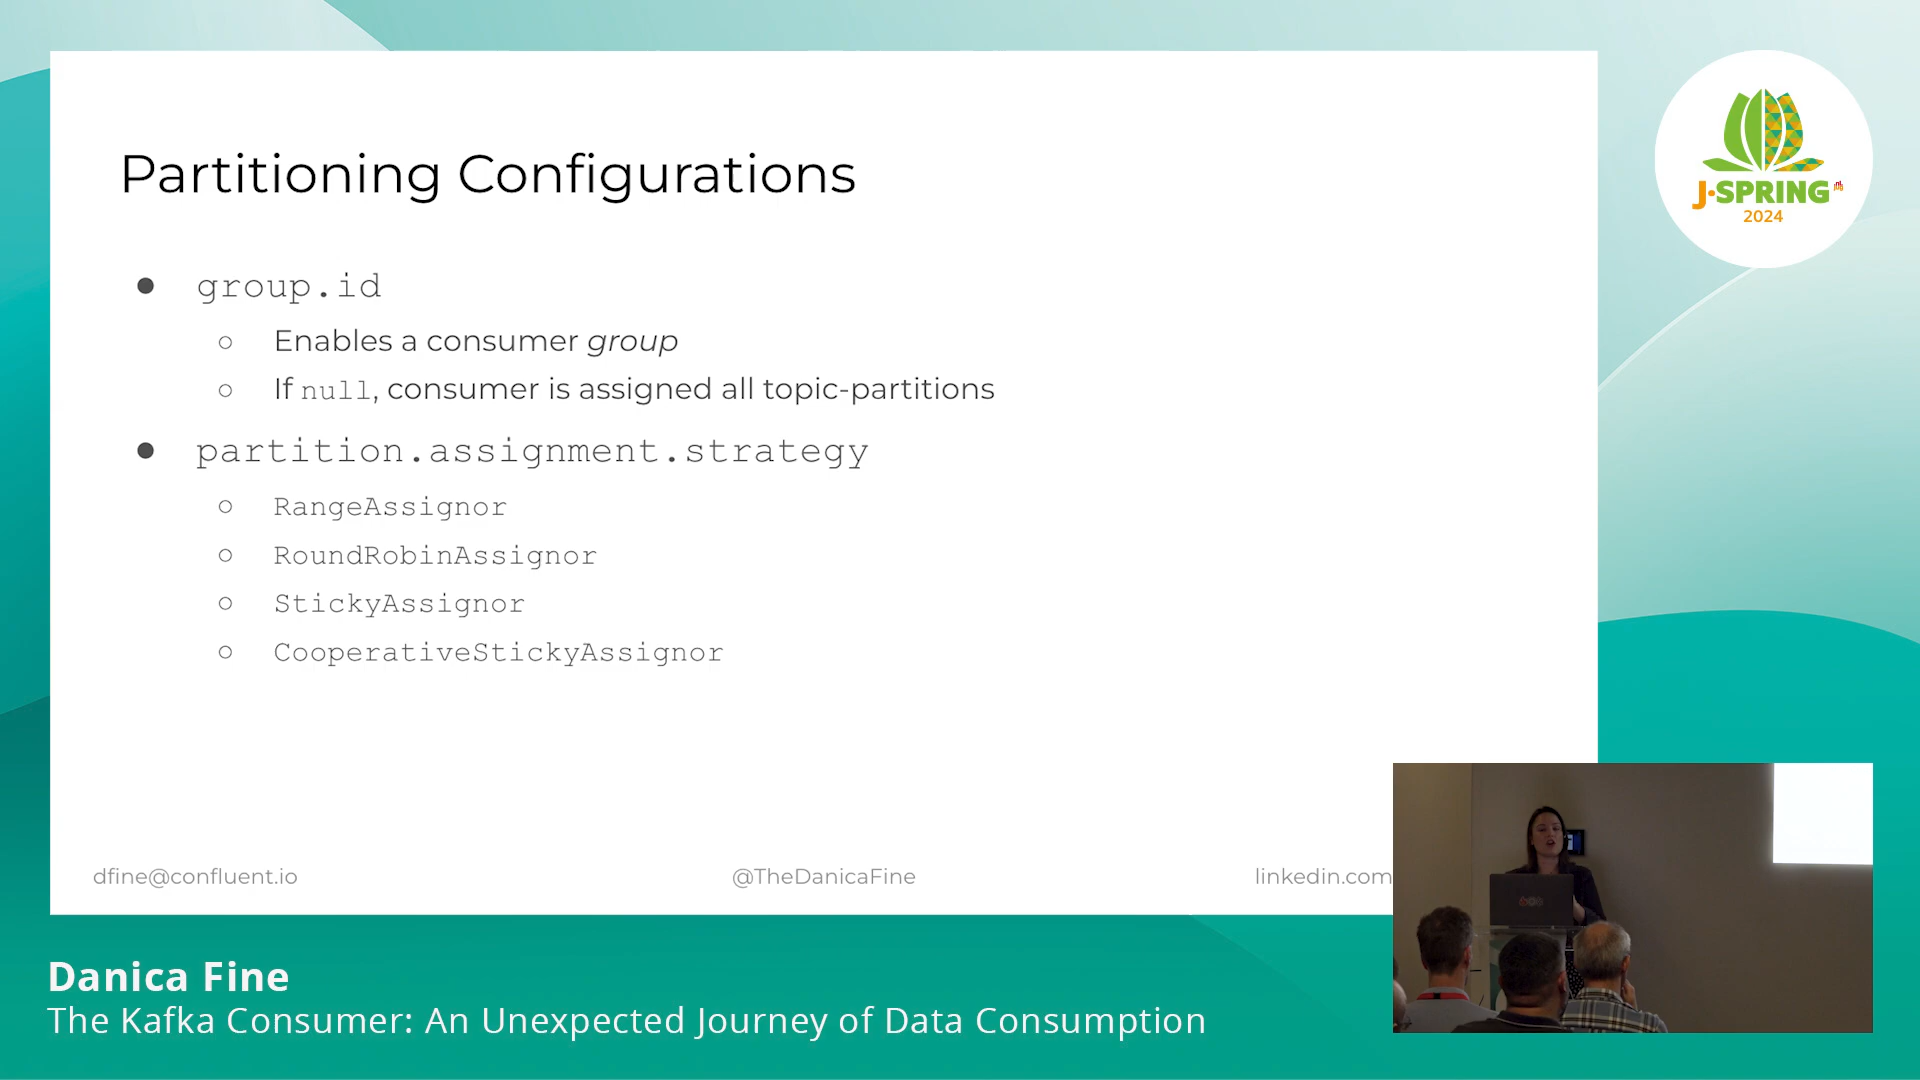 Partitioning Configurations
group.id
Enables a consumer group
If null, consumer is assigned all topic-partitions
partition.assignment.strategy
RangeAssignor
RoundRobinAssignor
StickyAssignor
CooperativeStickyAssignor
dfine@confluent.io
@TheDanicaFine
linkedin.com
J•SPRING
2024
Danica Fine
The Kafka Consumer: An Unexpected Journey of Data Consumption